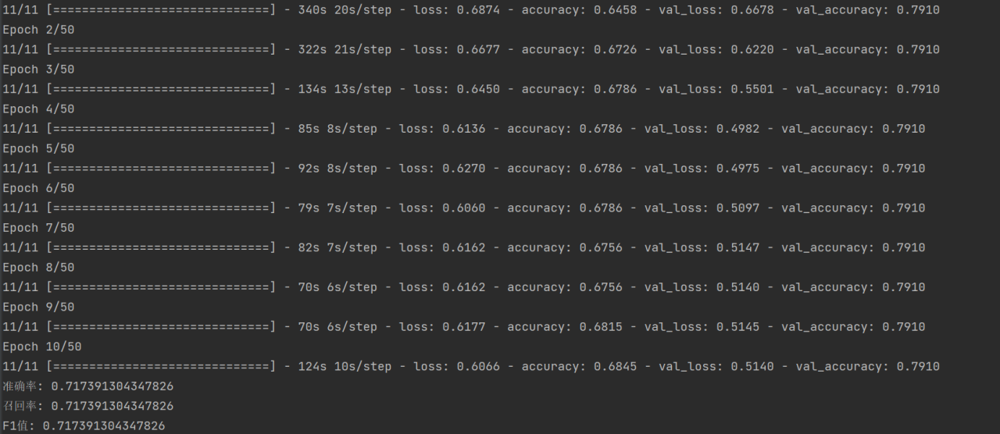 11/11 [==============================] - 340s 20s/step - loss: 0.6874 - accuracy: 0.6458 - val_loss: 0.6678 - val_accuracy: 0.7910
Epoch 2/50
11/11 [==============================] - 322s 21s/step - loss: 0.6677 - accuracy: 0.6726 - val_loss: 0.6220 - val_accuracy: 0.7910
Epoch 3/50
11/11 [==============================] - 134s 13s/step - loss: 0.6450 - accuracy: 0.6786 - val_loss: 0.5501 - val_accuracy: 0.7910
Epoch 4/50
11/11 [==============================] - 85s 8s/step - loss: 0.6136 - accuracy: 0.6786 - val_loss: 0.4982 - val_accuracy: 0.7910
Epoch 5/50
11/11 [==============================] - 92s 8s/step - loss: 0.6270 - accuracy: 0.6786 - val_loss: 0.4975 - val_accuracy: 0.7910
Epoch 6/50
11/11 [==============================] - 79s 7s/step - loss: 0.6060 - accuracy: 0.6786 - val_loss: 0.5097 - val_accuracy: 0.7910
Epoch 7/50
11/11 [==============================] - 82s 7s/step - loss: 0.6162 - accuracy: 0.6756 - val_loss: 0.5147 - val_accuracy: 0.7910
Epoch 8/50
11/11 [==============================] - 70s 6s/step - loss: 0.6162 - accuracy: 0.6756 - val_loss: 0.5140 - val_accuracy: 0.7910
Epoch 9/50
11/11 [==============================] - 70s 6s/step - loss: 0.6177 - accuracy: 0.6815 - val_loss: 0.5145 - val_accuracy: 0.7910
Epoch 10/50
11/11 [==============================] - 124s 10s/step - loss: 0.6066 - accuracy: 0.6845 - val_loss: 0.5140 - val_accuracy: 0.7910
准确率: 0.717391304347826
召回率: 0.717391304347826
F1值: 0.717391304347826